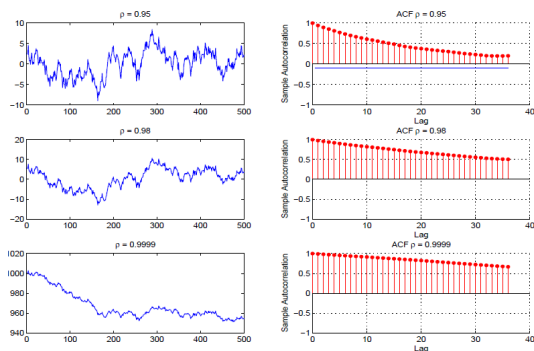 ρ = 0.95
10
5
0
−5
−10
0 100 200 300 400 500
ACF ρ = 0.95
Sample Autocorrelation
1
0.5
0
−0.5
−1
0 10 20 30 40
Lag
ρ = 0.98
20
10
0
−10
−20
0 100 200 300 400 500
ACF ρ = 0.98
Sample Autocorrelation
1
0.5
0
−0.5
−1
0 10 20 30 40
Lag
ρ = 0.9999
1020
1000
980
960
940
0 100 200 300 400 500
ACF ρ = 0.9999
Sample Autocorrelation
1
0.5
0
−0.5
−1
0 10 20 30 40
Lag